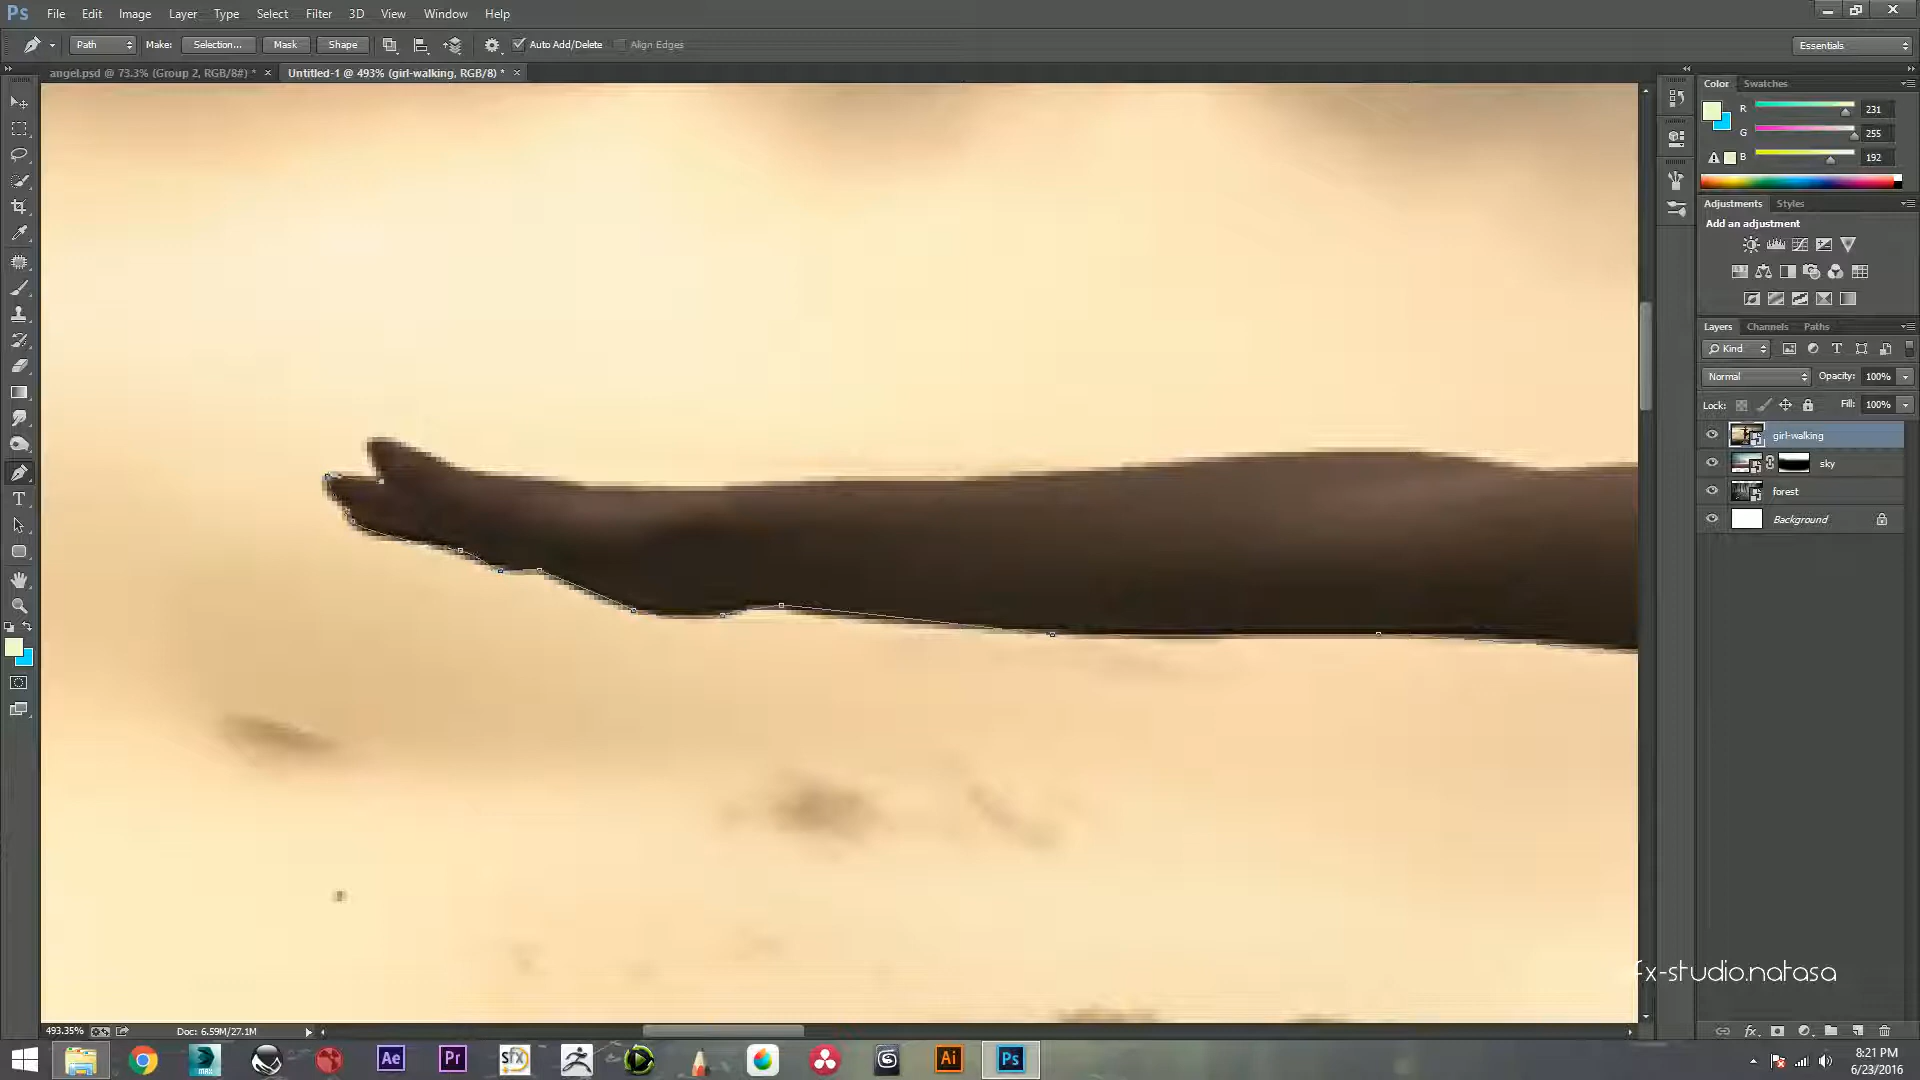 Ps File Edit Image Layer Type Select Filter 3D View Window Help
Path Make: Selection... Mask Shape Auto Add/Delete Align Edges Essentials
angel.psd @ 73.3% (Group 2, RGB/8#) * × Untitled-1 @ 493% (girl-walking, RGB/8) * ×
Color Swatches
R 231
G 255
B 192
Adjustments Styles
Add an adjustment
Layers Channels Paths
Kind
Normal Opacity: 100%
Lock: Fill: 100%
girl-walking
sky
forest
Background
fx-studio.natasa
493.35% Doc: 6.59M/27.1M
MAX Ae Pr sfx Ai Ps
8:21 PM
6/23/2016